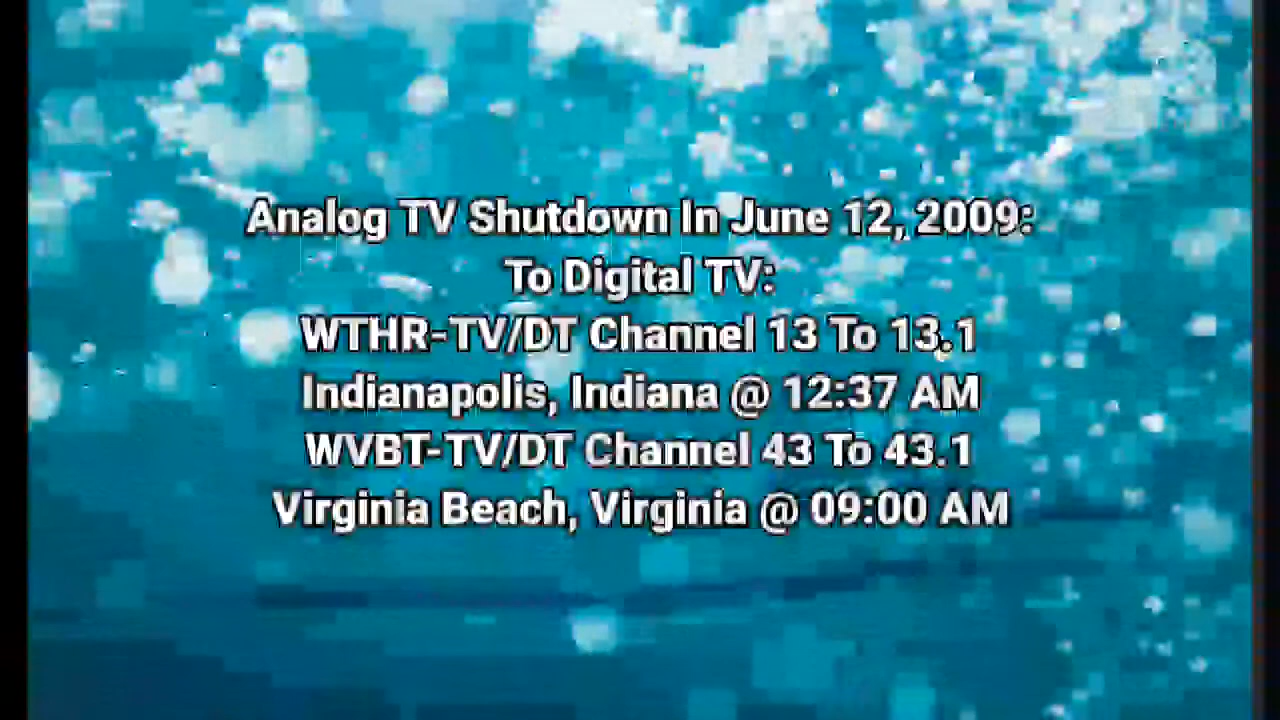 Analog TV Shutdown In June 12, 2009:
To Digital TV:
WTHR-TV/DT Channel 13 To 13.1
Indianapolis, Indiana @ 12:37 AM
WVBT-TV/DT Channel 43 To 43.1
Virginia Beach, Virginia @ 09:00 AM